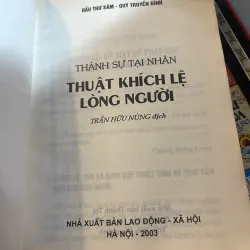 HẦU THƯ SÂM - QUÝ TRUYỀN ĐÌNH
THÀNH SỰ TẠI NHÂN
THUẬT KHÍCH LỆ
LÒNG NGƯỜI
TRẦN HỮU NÙNG dịch
NHÀ XUẤT BẢN LAO ĐỘNG - XÃ HỘI
HÀ NỘI - 2003